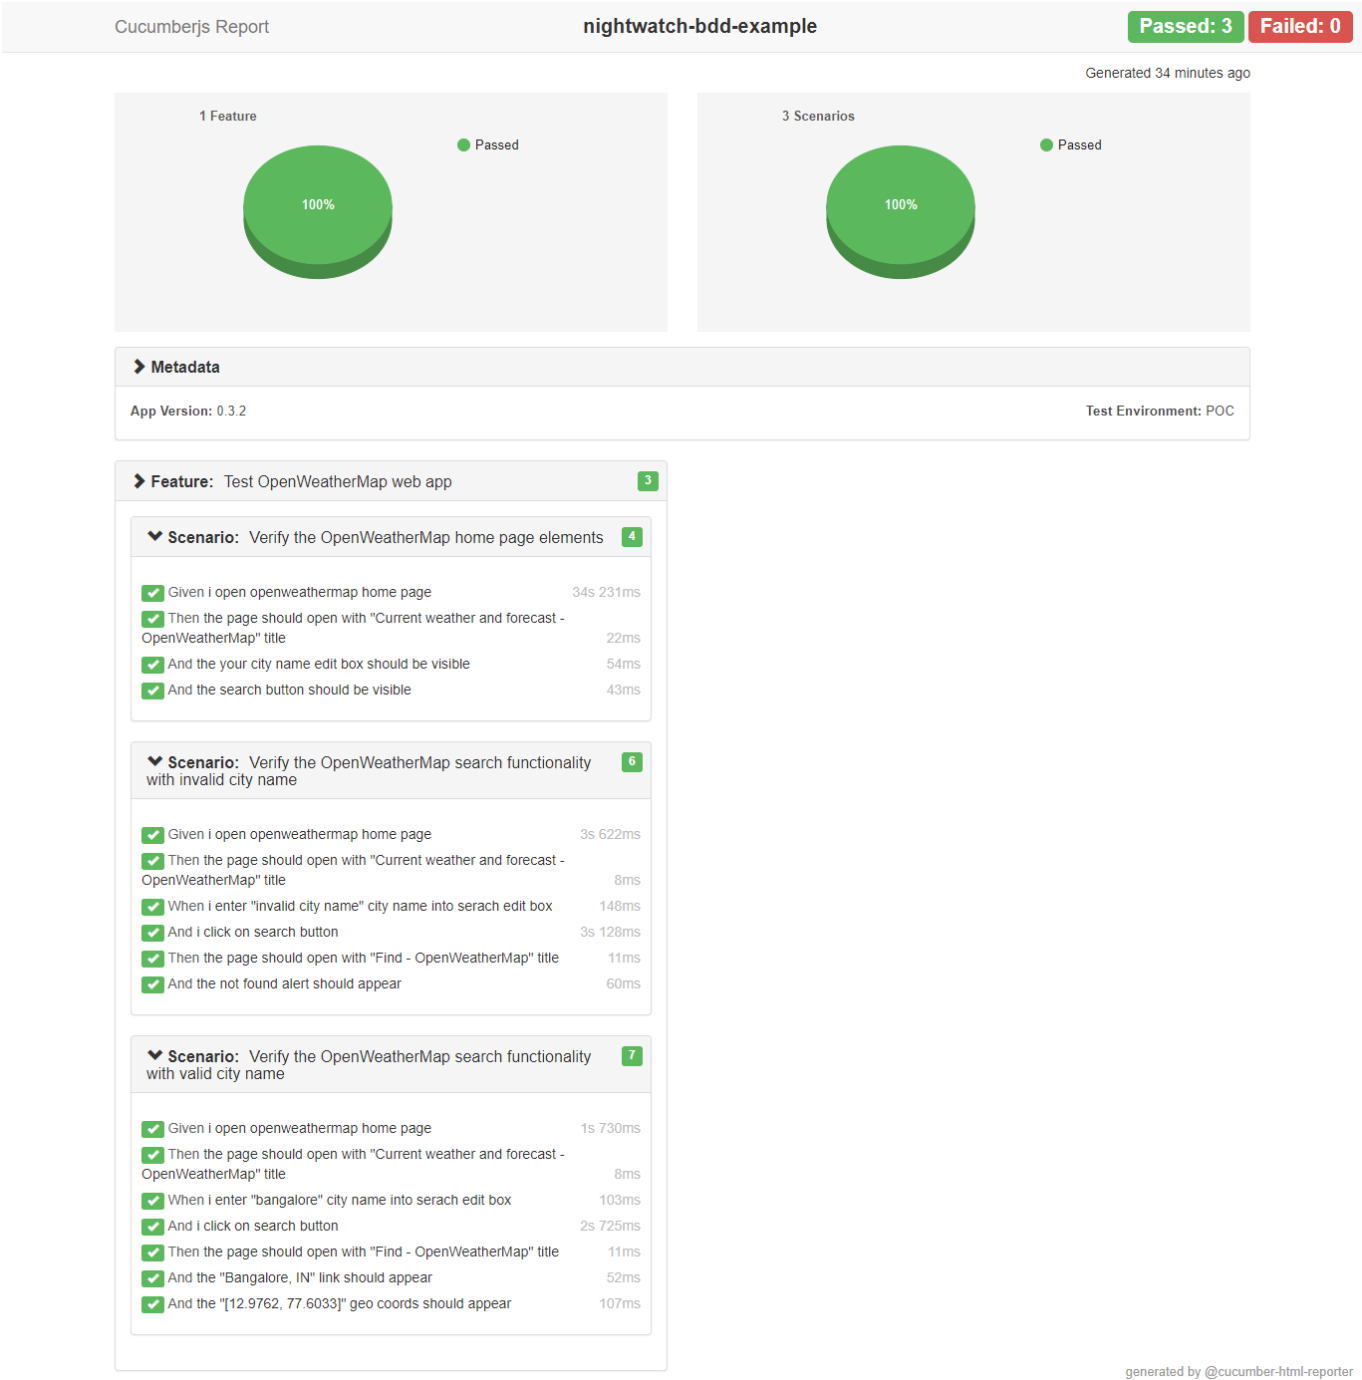 Cucumberjs Report
nightwatch-bdd-example
Passed: 3 Failed: 0
Generated 34 minutes ago
1 Feature
Passed
100%
3 Scenarios
Passed
100%
Metadata
App Version: 0.3.2
Test Environment: POC
Feature: Test OpenWeatherMap web app 3
Scenario: Verify the OpenWeatherMap home page elements 4
Given i open openweathermap home page 34s 231ms
Then the page should open with "Current weather and forecast -
OpenWeatherMap" title 22ms
And the your city name edit box should be visible 54ms
And the search button should be visible 43ms
Scenario: Verify the OpenWeatherMap search functionality 6
with invalid city name
Given i open openweathermap home page 3s 622ms
Then the page should open with "Current weather and forecast -
OpenWeatherMap" title 8ms
When i enter "invalid city name" city name into serach edit box 148ms
And i click on search button 3s 128ms
Then the page should open with "Find - OpenWeatherMap" title 11ms
And the not found alert should appear 60ms
Scenario: Verify the OpenWeatherMap search functionality 7
with valid city name
Given i open openweathermap home page 1s 730ms
Then the page should open with "Current weather and forecast -
OpenWeatherMap" title 8ms
When i enter "bangalore" city name into serach edit box 103ms
And i click on search button 2s 725ms
Then the page should open with "Find - OpenWeatherMap" title 11ms
And the "Bangalore, IN" link should appear 52ms
And the "[12.9762, 77.6033]" geo coords should appear 107ms
generated by @cucumber-html-reporter